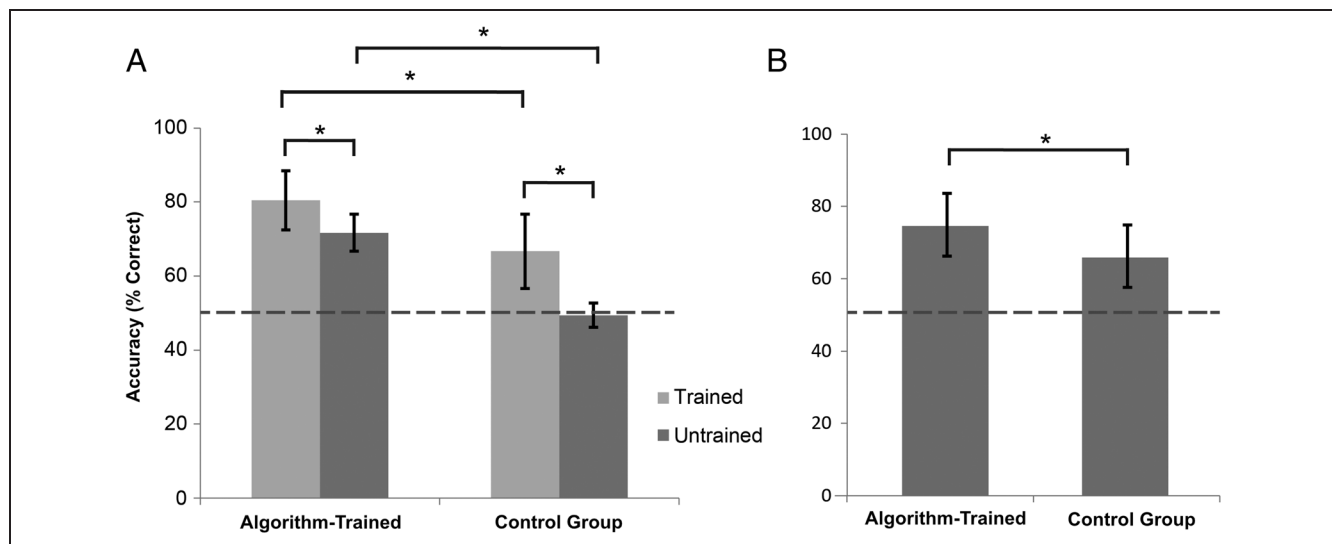 A
*
*
*
*
100
80
60
40
20
0
Accuracy (% Correct)
Algorithm-Trained
Control Group
Trained
Untrained
B
*
100
80
60
40
20
0
Algorithm-Trained
Control Group